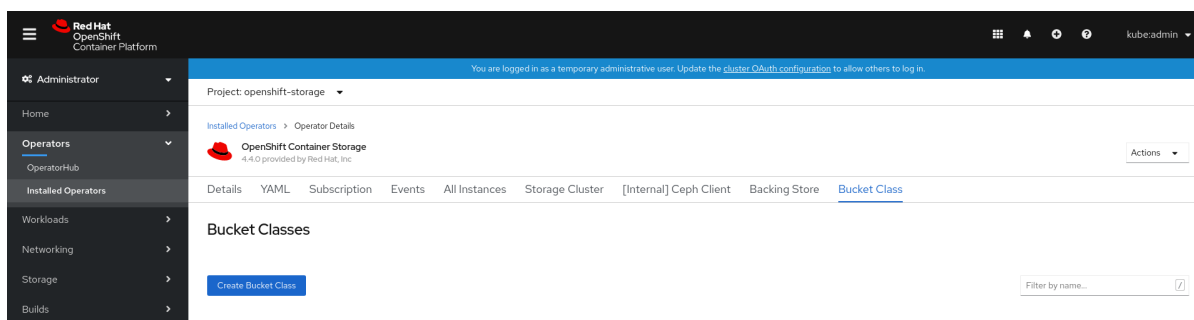 Red Hat
OpenShift
Container Platform
kube:admin
Administrator
You are logged in as a temporary administrative user. Update the cluster OAuth configuration to allow others to log in.
Project: openshift-storage
Home
Installed Operators > Operator Details
Operators
OpenShift Container Storage
4.4.0 provided by Red Hat, Inc
Actions
OperatorHub
Installed Operators
Details YAML Subscription Events All Instances Storage Cluster [Internal] Ceph Client Backing Store Bucket Class
Workloads
Bucket Classes
Networking
Storage
Create Bucket Class
Filter by name...
/
Builds